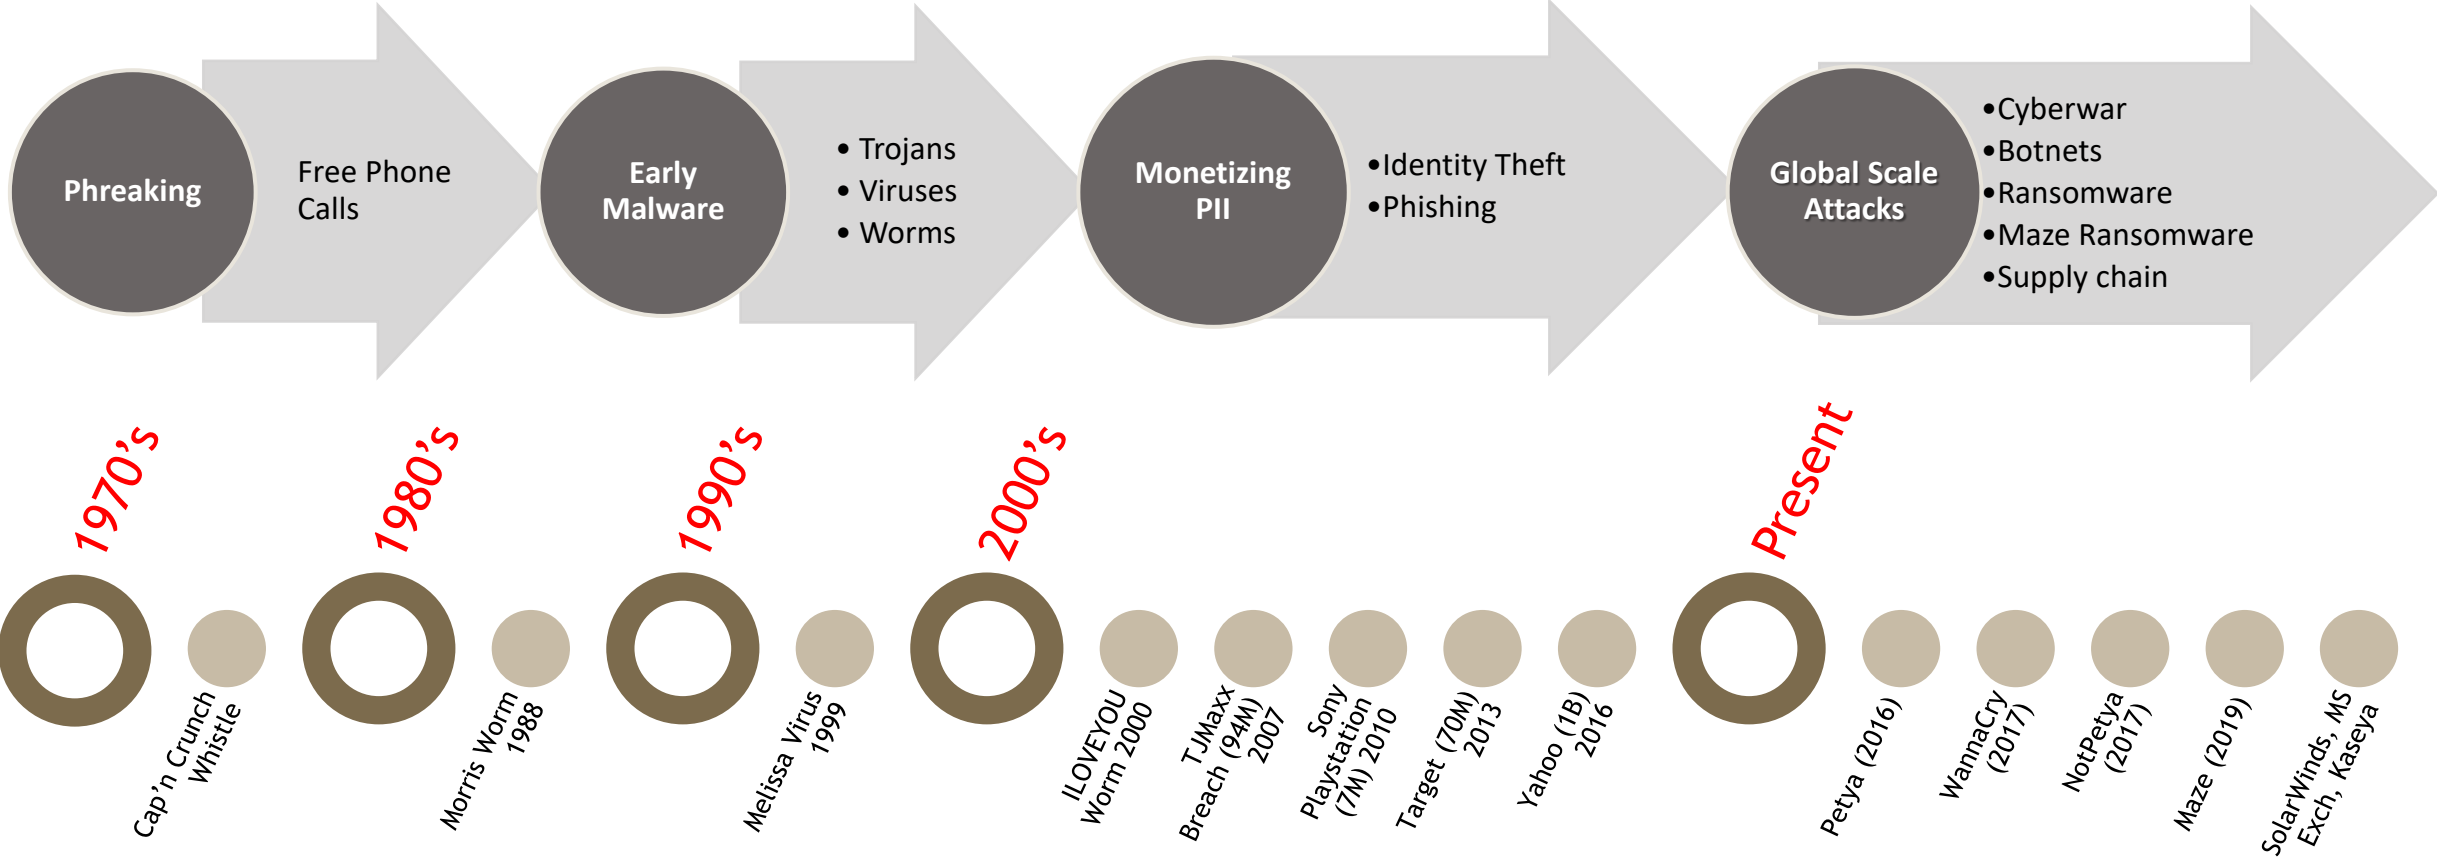 Phreaking
Free Phone
Calls
Early
Malware
• Trojans
• Viruses
• Worms
Monetizing
PII
•Identity Theft
•Phishing
Global Scale
Attacks
•Cyberwar
•Botnets
•Ransomware
•Maze Ransomware
•Supply chain
1970’s
Cap’n Crunch
Whistle
1980’s
Morris Worm
1988
1990’s
Melissa Virus
1999
2000’s
ILOVEYOU
Worm 2000
TJMaxx
Breach (94M)
2007
Sony
Playstation
(7M) 2010
Target (70M)
2013
Yahoo (1B)
2016
Present
Petya (2016)
WannaCry
(2017)
NotPetya
(2017)
Maze (2019)
SolarWinds, MS
Exch, Kaseya